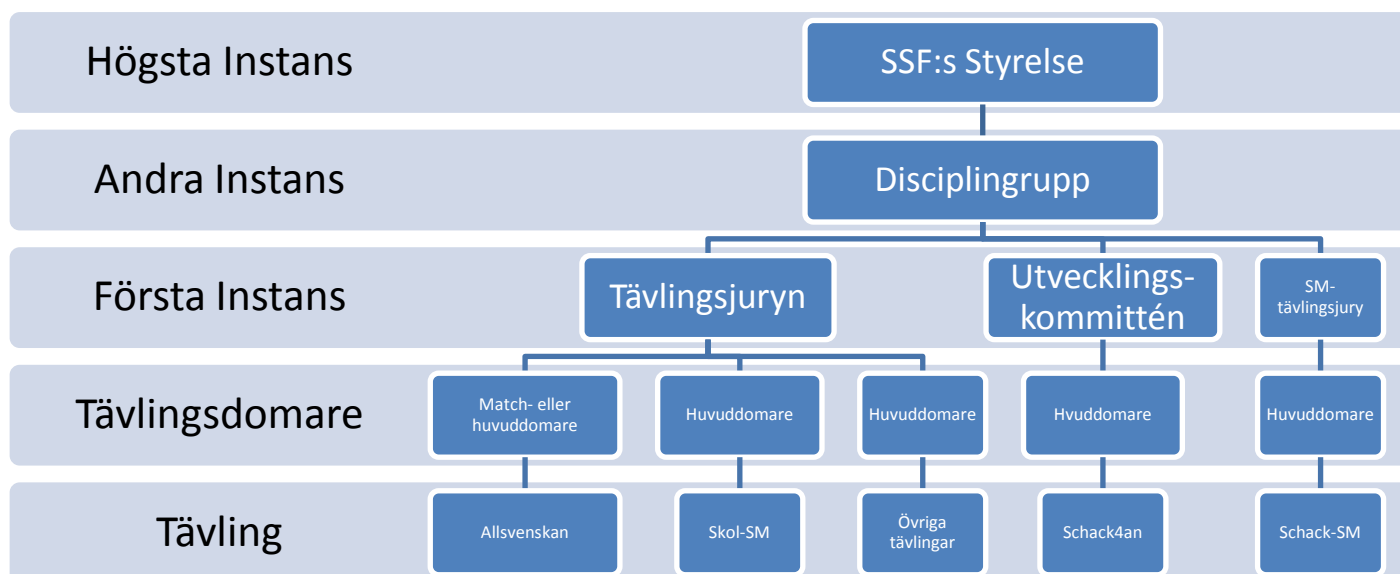 Högsta Instans
SSF:s Styrelse
Andra Instans
Disciplingrupp
Första Instans
Tävlingsjuryn
Utvecklings-
kommittén
SM-
tävlingsjury
Tävlingsdomare
Match- eller
huvuddomare
Huvuddomare
Huvuddomare
Hvuddomare
Huvuddomare
Tävling
Allsvenskan
Skol-SM
Övriga
tävlingar
Schack4an
Schack-SM